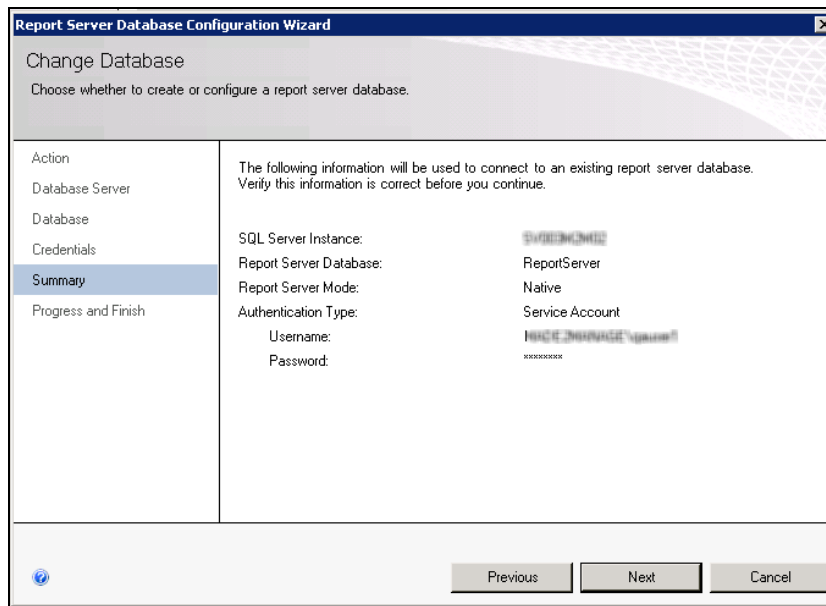 Report Server Database Configuration Wizard
Change Database
Choose whether to create or configure a report server database.
Action
Database Server
Database
Credentials
Summary
Progress and Finish
The following information will be used to connect to an existing report server database.
Verify this information is correct before you continue.
SQL Server Instance:
Report Server Database: ReportServer
Report Server Mode: Native
Authentication Type: Service Account
Username:
Password: ********
Previous Next Cancel